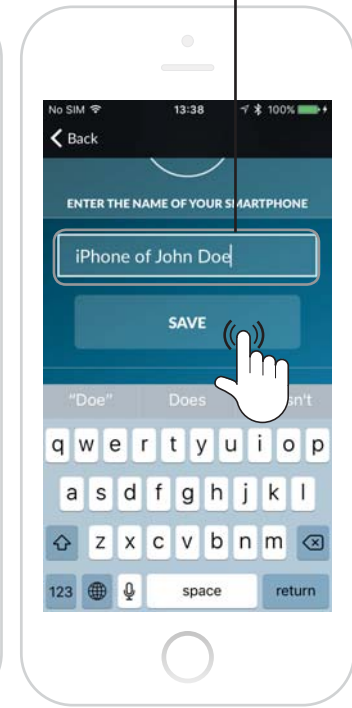 No SIM 13:38 100%
Back
ENTER THE NAME OF YOUR SMARTPHONE
iPhone of John Doe
SAVE
"Doe" Does
q w e r t y u i o p
a s d f g h j k l
z x c v b n m
123 space return